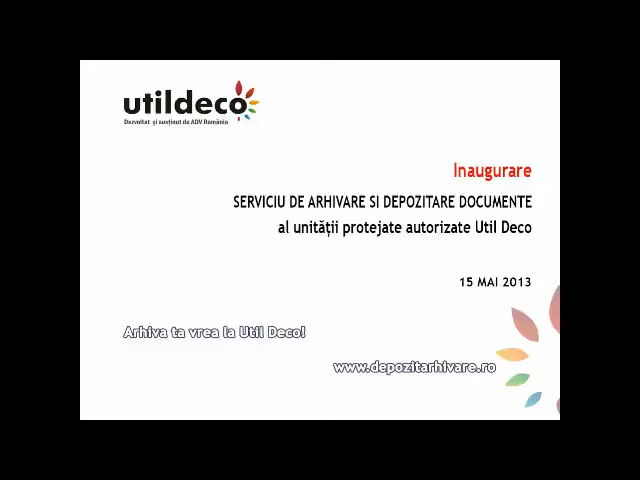 utildeco
Dezvoltat și susținut de ADV România
Inaugurare
SERVICIU DE ARHIVARE SI DEPOZITARE DOCUMENTE
al unității protejate autorizate Util Deco
15 MAI 2013
Arhiva ta vrea la Util Deco!
www.depozitarhivare.ro